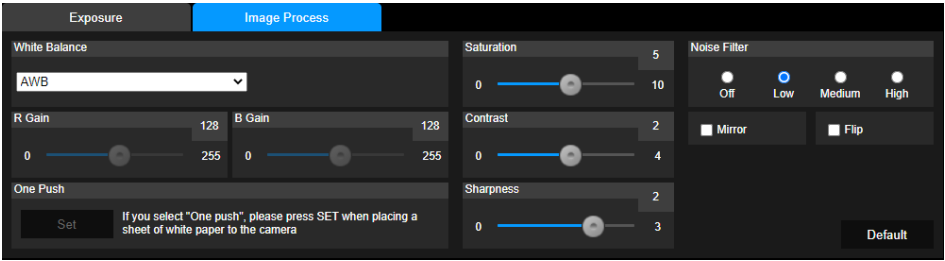 Exposure
Image Process
White Balance
AWB
R Gain
128
0
255
B Gain
128
0
255
One Push
Set
If you select "One push", please press SET when placing a
sheet of white paper to the camera
Saturation
5
0
10
Contrast
2
0
4
Sharpness
2
0
3
Noise Filter
Off
Low
Medium
High
Mirror
Flip
Default